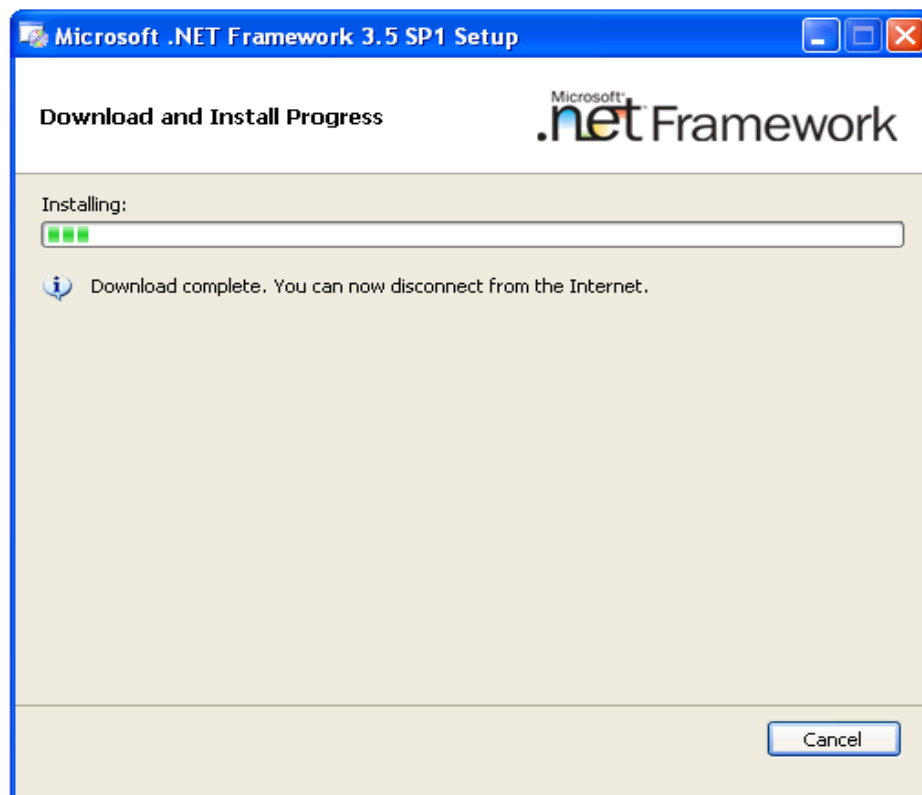 Microsoft .NET Framework 3.5 SP1 Setup
Download and Install Progress
Microsoft
.net Framework
Installing:
Download complete. You can now disconnect from the Internet.
Cancel